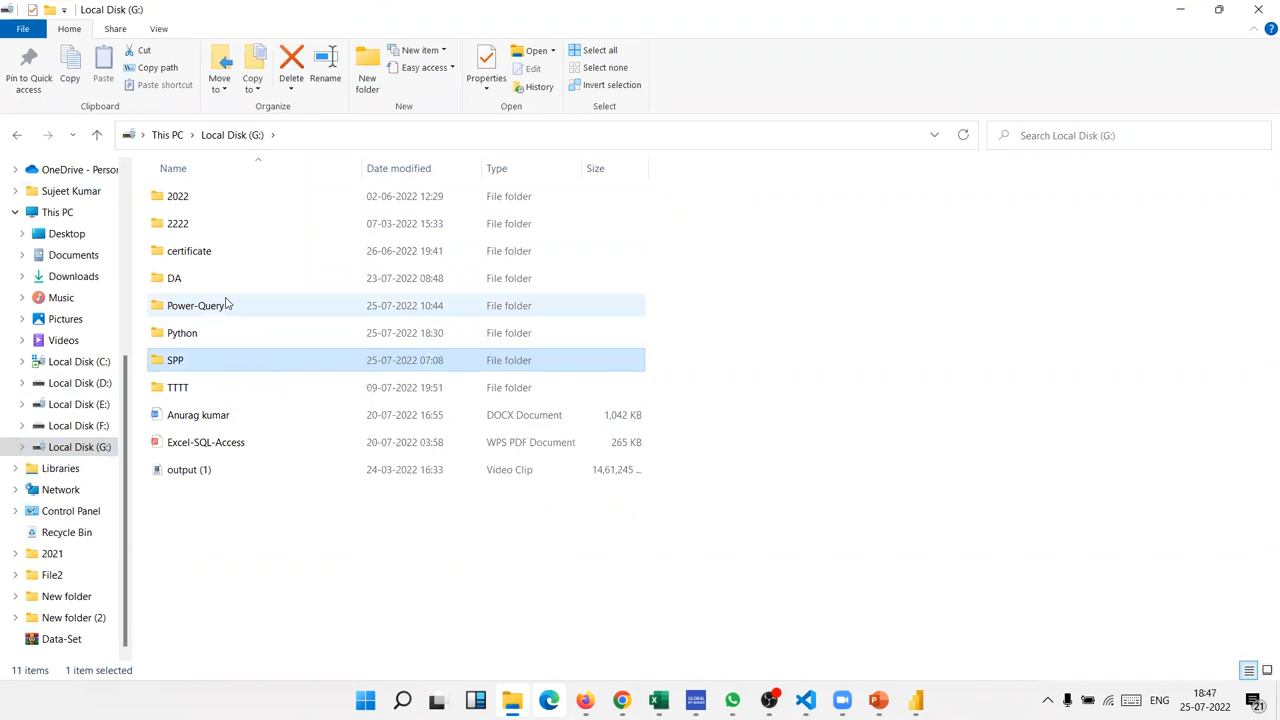 Local Disk (G:)
File Home Share View
Pin to Quick access
Copy
Paste
Cut
Copy path
Paste shortcut
Clipboard
Move to
Copy to
Delete
Rename
Organize
New folder
New item
Easy access
New
Properties
Open
Edit
History
Open
Select all
Select none
Invert selection
Select
This PC Local Disk (G:)
Search Local Disk (G:)
OneDrive - Perso
Sujeet Kumar
This PC
Desktop
Documents
Downloads
Music
Pictures
Videos
Local Disk (C:)
Local Disk (D:)
Local Disk (E:)
Local Disk (F:)
Local Disk (G:)
Libraries
Network
Control Panel
Recycle Bin
2021
File2
New folder
New folder (2)
Data-Set
Name Date modified Type Size
2022 02-06-2022 12:29 File folder
2222 07-03-2022 15:33 File folder
certificate 26-06-2022 19:41 File folder
DA 23-07-2022 08:48 File folder
Power-Query 25-07-2022 10:44 File folder
Python 25-07-2022 18:30 File folder
SPP 25-07-2022 07:08 File folder
TTTT 09-07-2022 19:51 File folder
Anurag kumar 20-07-2022 16:55 DOCX Document 1,042 KB
Excel-SQL-Access 20-07-2022 03:58 WPS PDF Document 265 KB
output (1) 24-03-2022 16:33 Video Clip 14,61,245 ...
11 items 1 item selected
ENG
18:47
25-07-2022
21